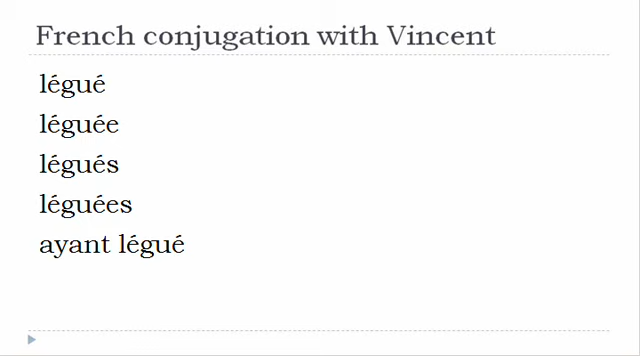 French conjugation with Vincent
légué
léguée
légués
léguées
ayant légué